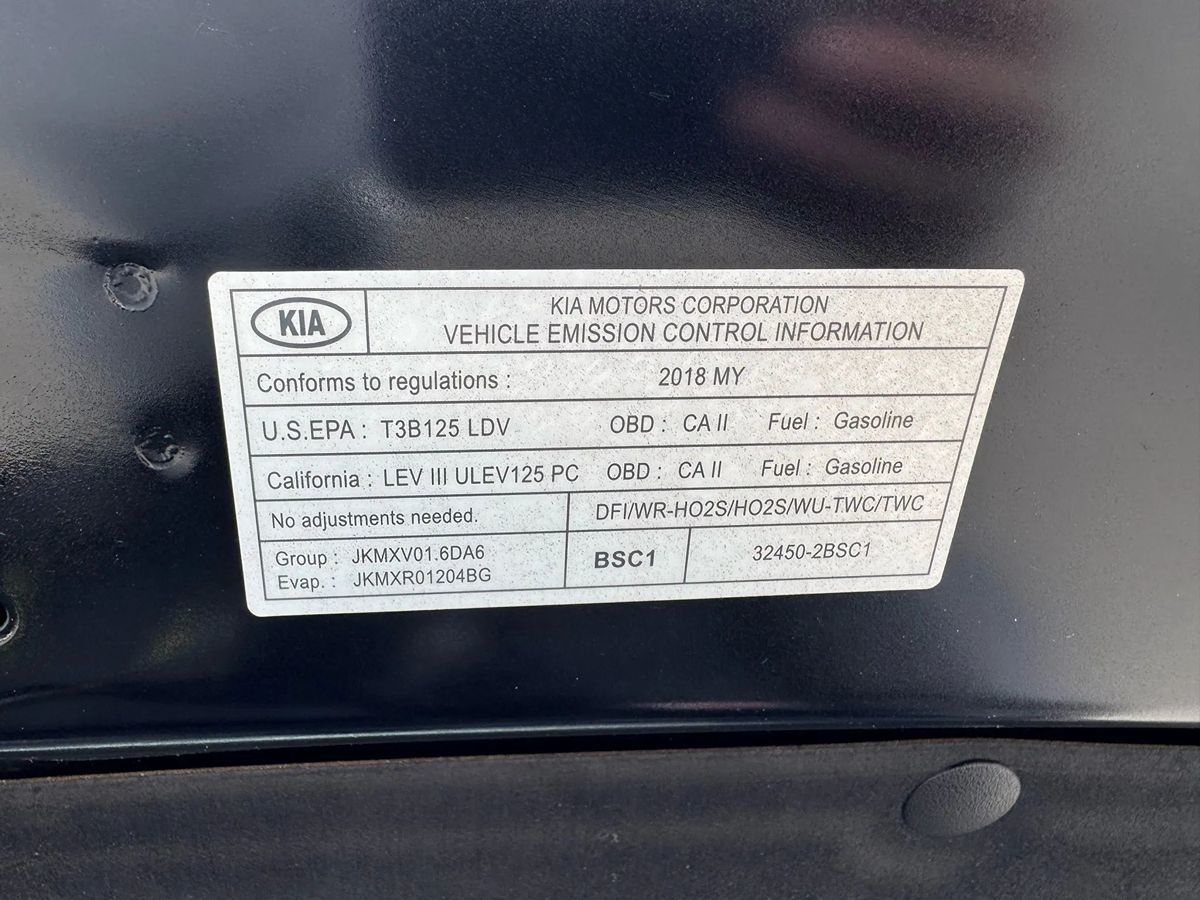 KIA
KIA MOTORS CORPORATION
VEHICLE EMISSION CONTROL INFORMATION
Conforms to regulations : 2018 MY
U.S.EPA : T3B125 LDV OBD : CA II Fuel : Gasoline
California : LEV III ULEV125 PC OBD : CA II Fuel : Gasoline
No adjustments needed. DFI/WR-HO2S/HO2S/WU-TWC/TWC
Group : JKMXV01.6DA6
Evap. : JKMXR01204BG
BSC1
32450-2BSC1